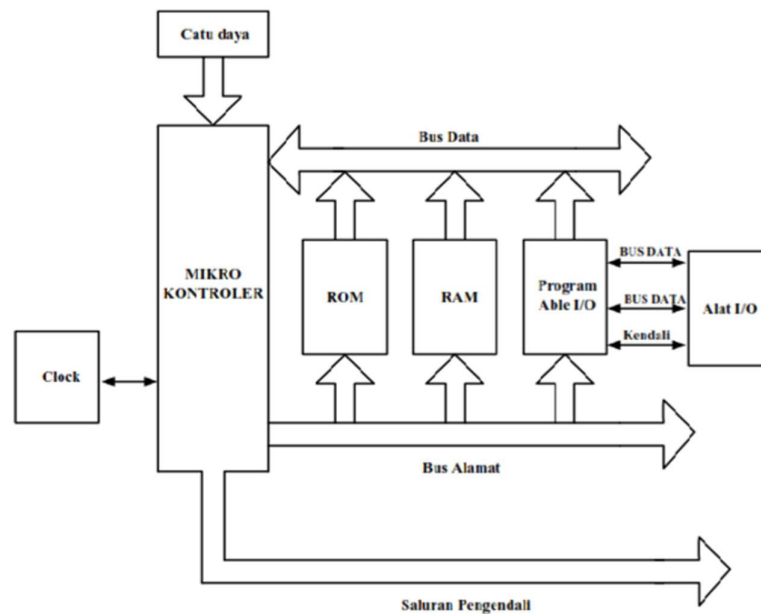 Catu daya
Bus Data
MIKRO
KONTROLER
ROM
RAM
Program
Able I/O
BUS DATA
BUS DATA
Kendali
Alat I/O
Clock
Bus Alamat
Saluran Pengendali